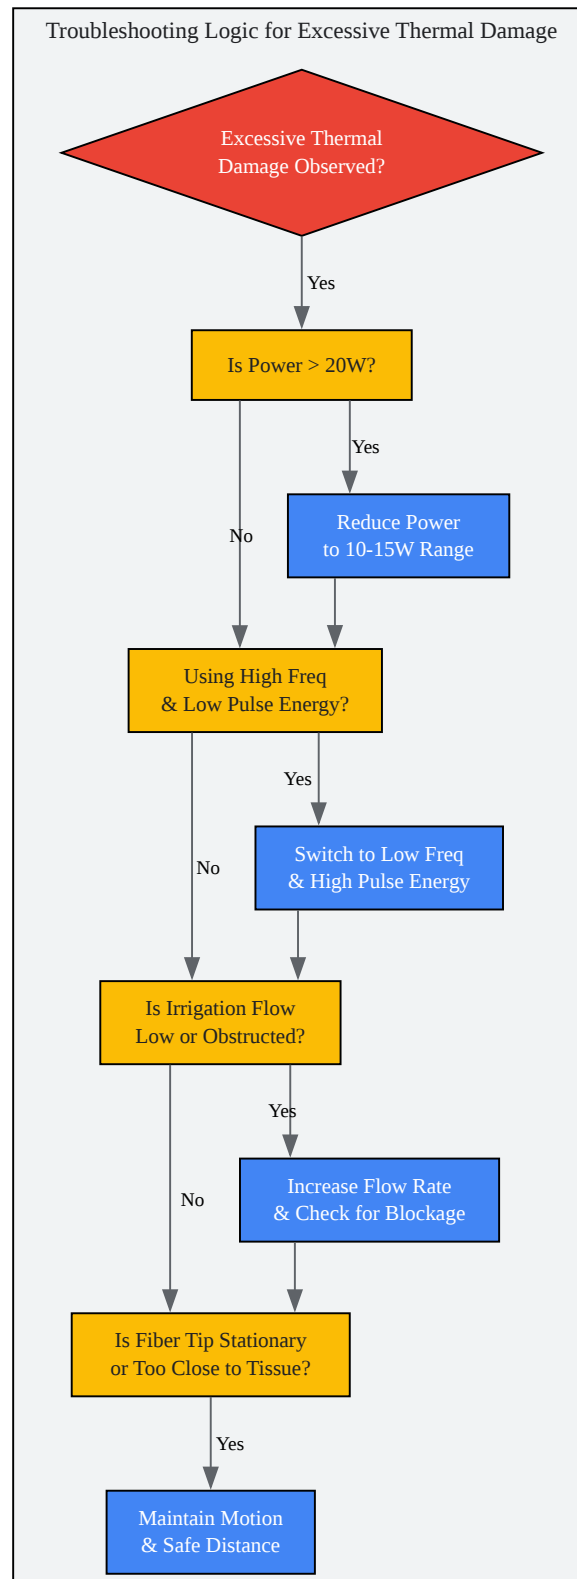 Troubleshooting Logic for Excessive Thermal Damage
Excessive Thermal
Damage Observed?
Yes
Is Power > 20W?
Yes
Reduce Power
to 10-15W Range
No
Using High Freq
& Low Pulse Energy?
Yes
Switch to Low Freq
& High Pulse Energy
No
Is Irrigation Flow
Low or Obstructed?
Yes
Increase Flow Rate
& Check for Blockage
No
Is Fiber Tip Stationary
or Too Close to Tissue?
Yes
Maintain Motion
& Safe Distance